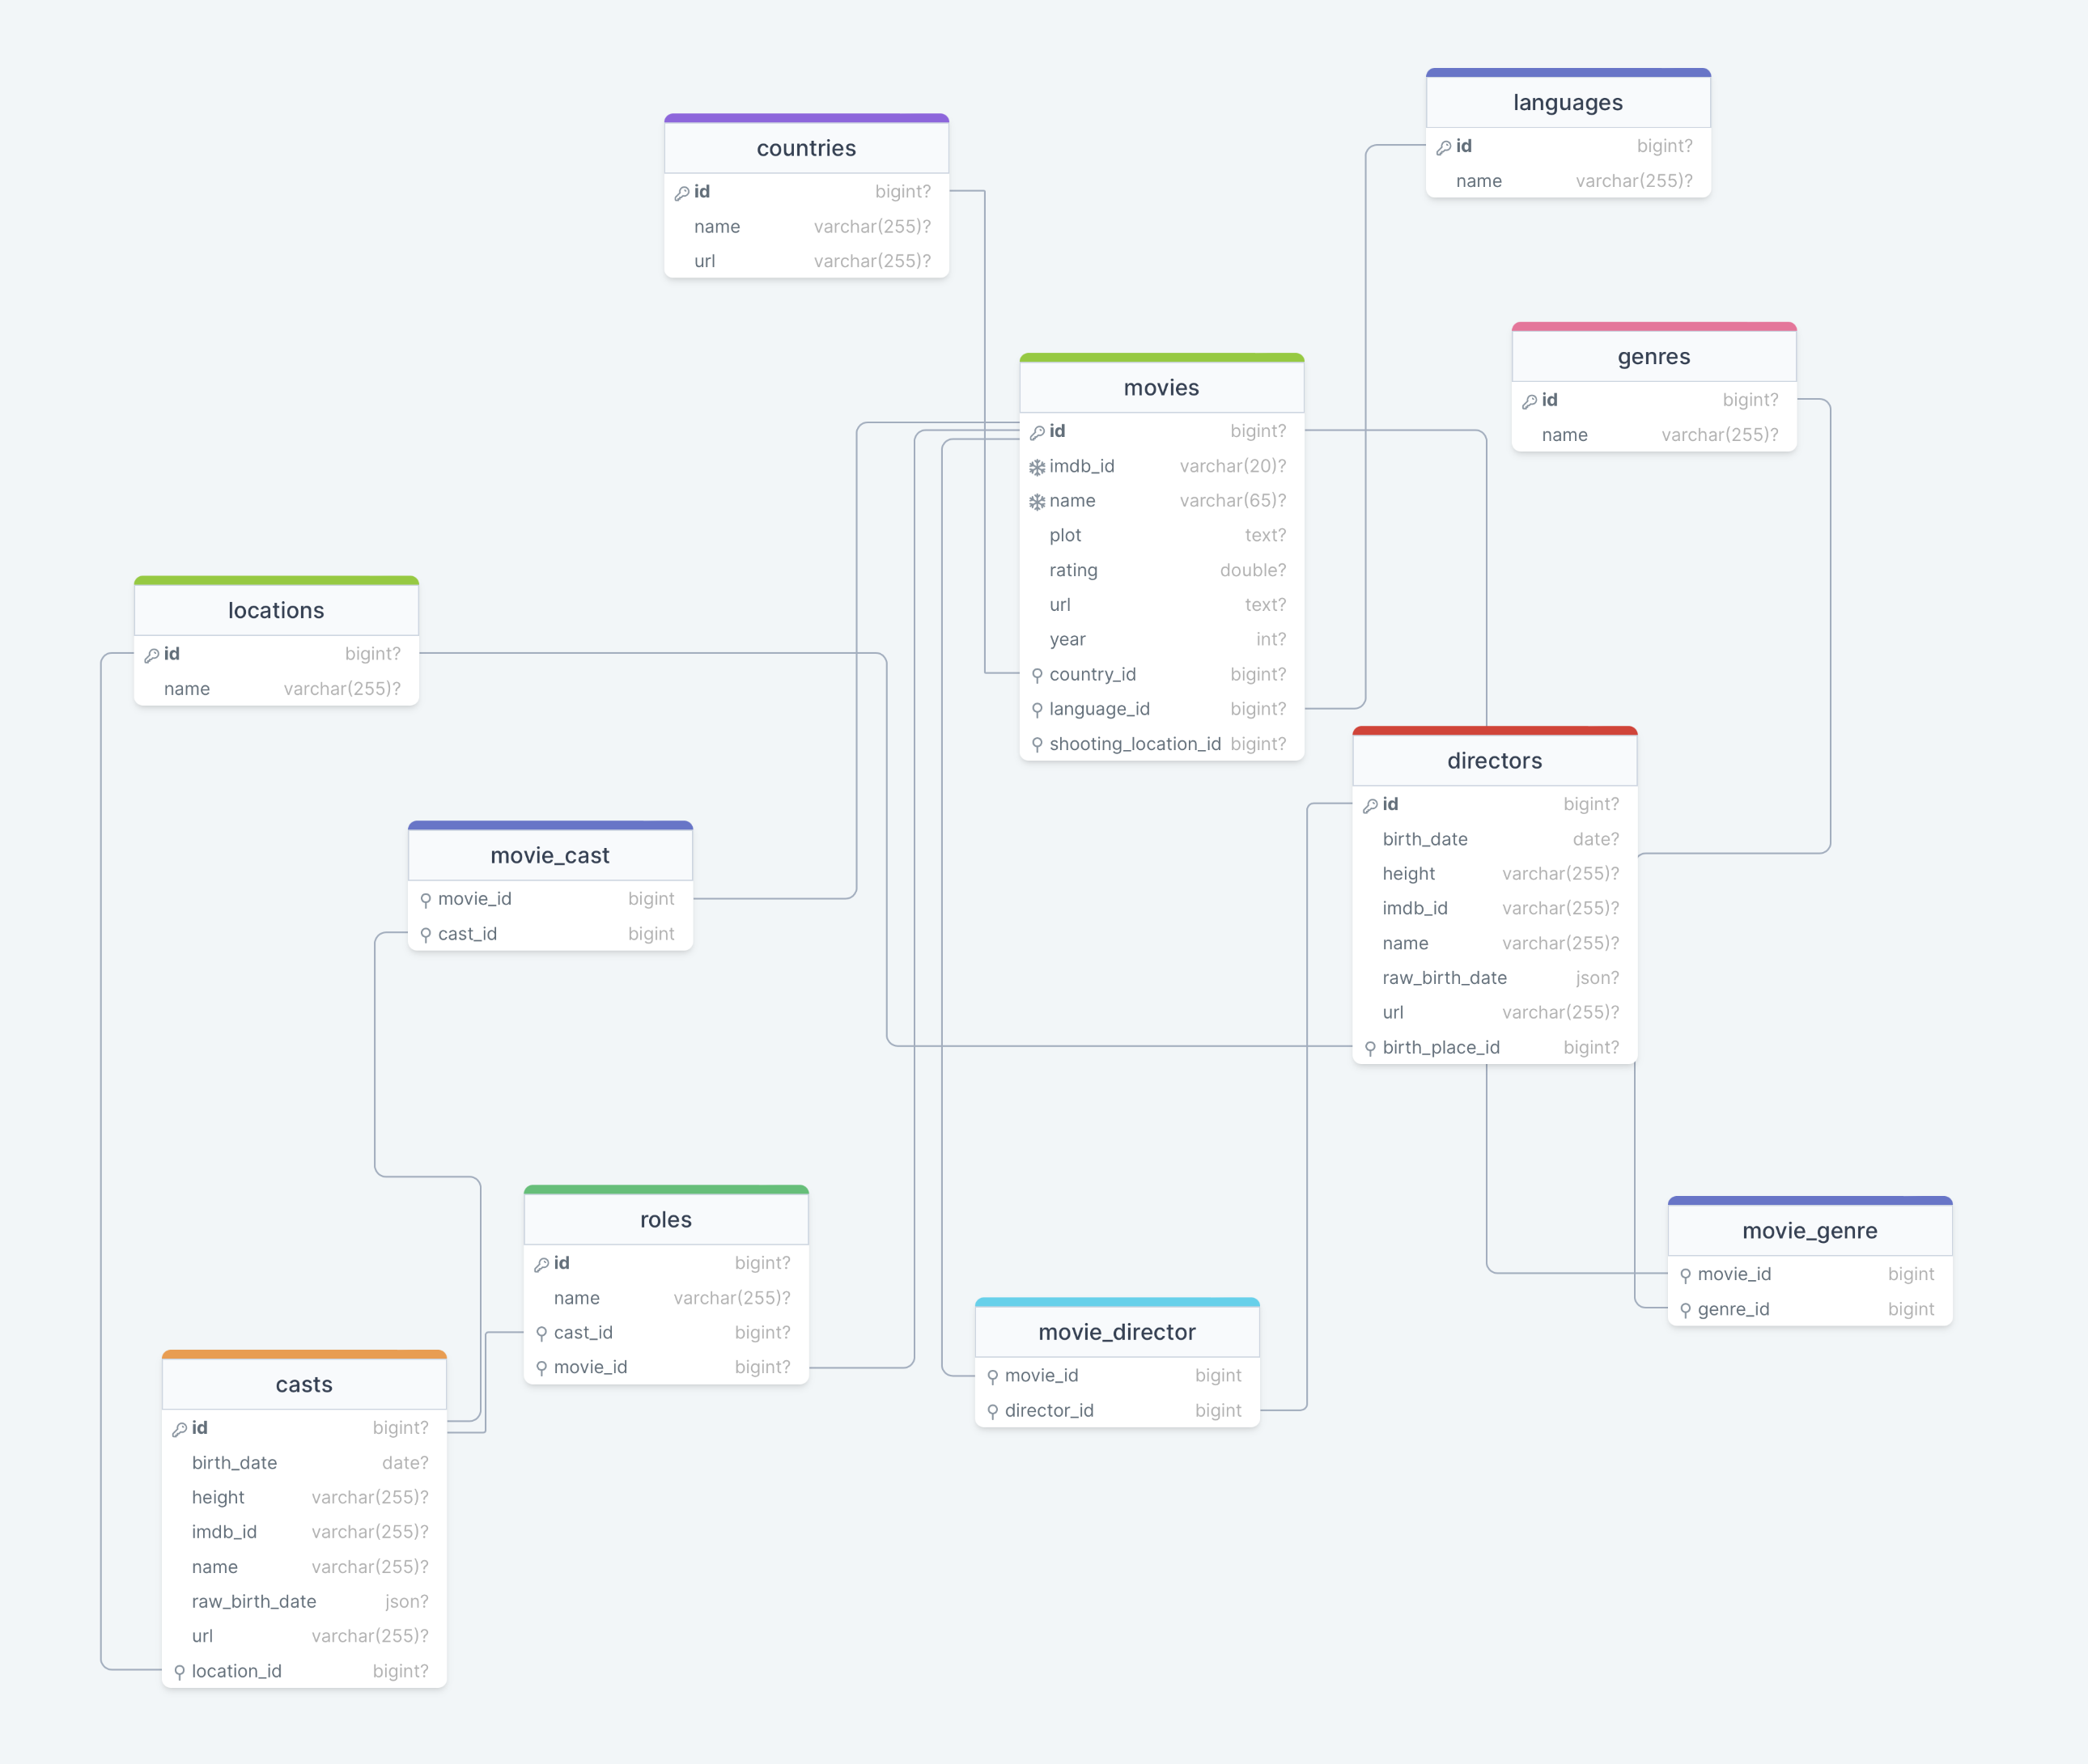 languages
id bigint?
name varchar(255)?
countries
id bigint?
name varchar(255)?
url varchar(255)?
genres
id bigint?
name varchar(255)?
movies
id bigint?
imdb_id varchar(20)?
name varchar(65)?
plot text?
rating double?
url text?
year int?
country_id bigint?
language_id bigint?
shooting_location_id bigint?
locations
id bigint?
name varchar(255)?
directors
id bigint?
birth_date date?
height varchar(255)?
imdb_id varchar(255)?
name varchar(255)?
raw_birth_date json?
url varchar(255)?
birth_place_id bigint?
movie_cast
movie_id bigint
cast_id bigint
roles
id bigint?
name varchar(255)?
cast_id bigint?
movie_id bigint?
movie_genre
movie_id bigint
genre_id bigint
movie_director
movie_id bigint
director_id bigint
casts
id bigint?
birth_date date?
height varchar(255)?
imdb_id varchar(255)?
name varchar(255)?
raw_birth_date json?
url varchar(255)?
location_id bigint?